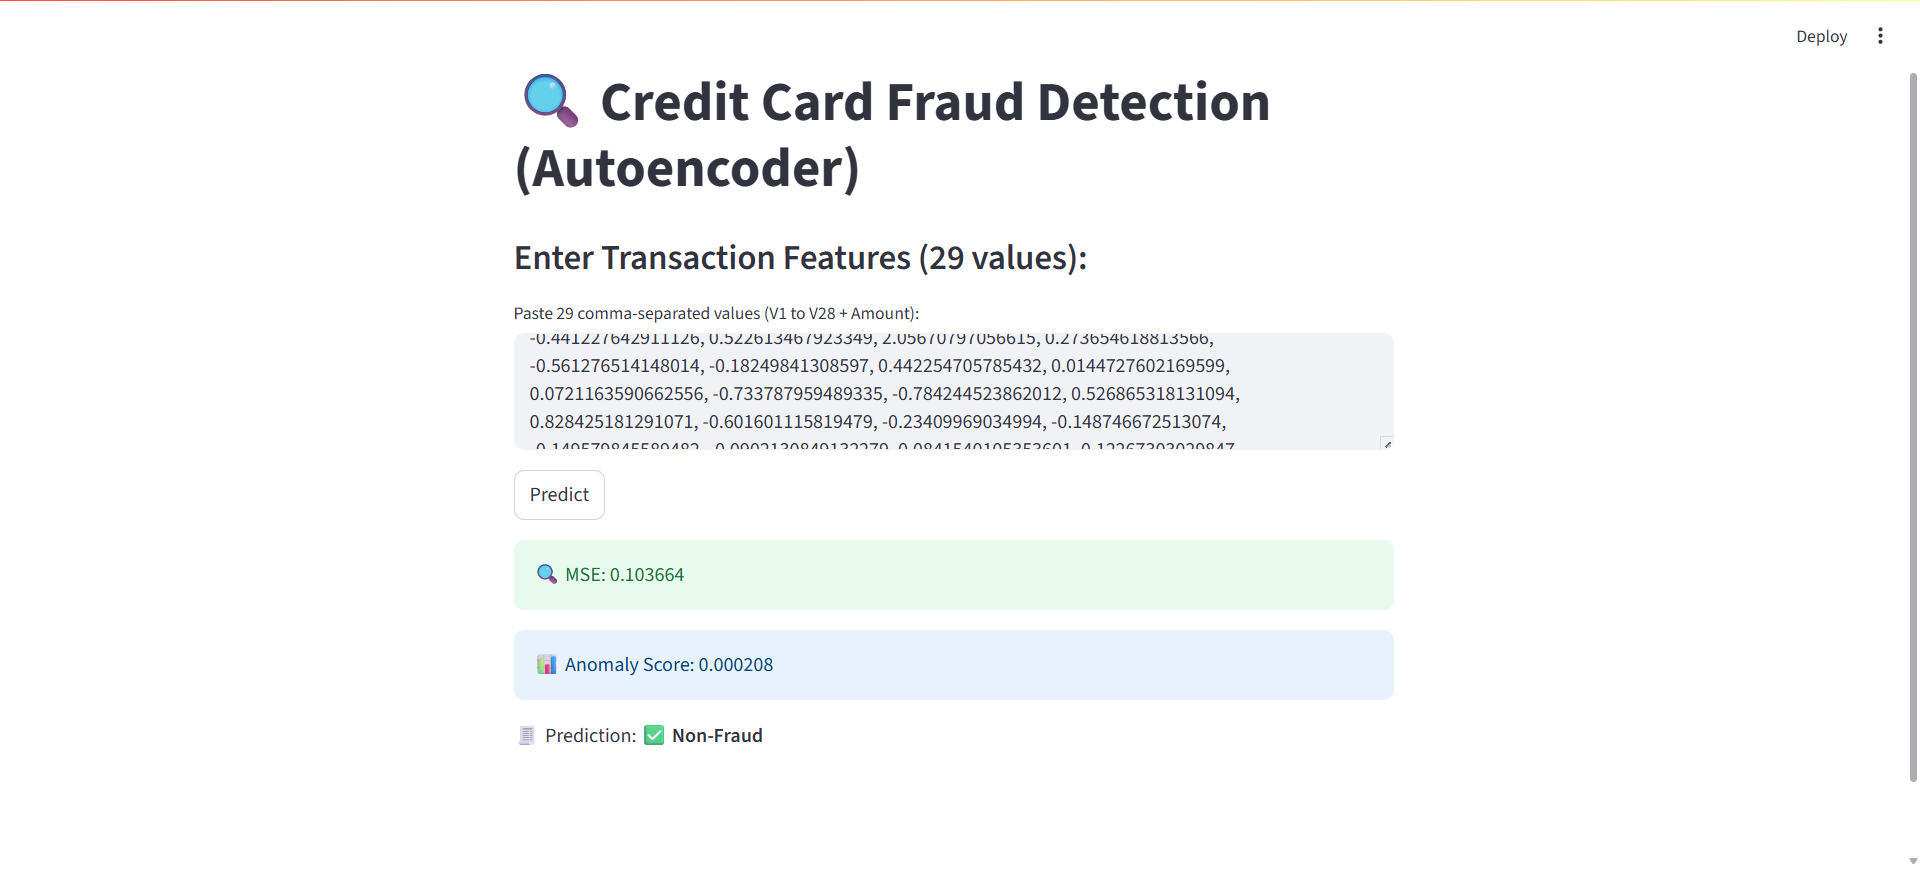 Deploy
Credit Card Fraud Detection
(Autoencoder)
Enter Transaction Features (29 values):
Paste 29 comma-separated values (V1 to V28 + Amount):
-0.441227642911126, 0.522613467923349, 2.05670797056615, 0.273654618813566,
-0.561276514148014, -0.18249841308597, 0.442254705785432, 0.0144727602169599,
0.0721163590662556, -0.733787959489335, -0.784244523862012, 0.526865318131094,
0.828425181291071, -0.601601115819479, -0.23409969034994, -0.148746672513074,
Predict
MSE: 0.103664
Anomaly Score: 0.000208
Prediction: ✅ Non-Fraud